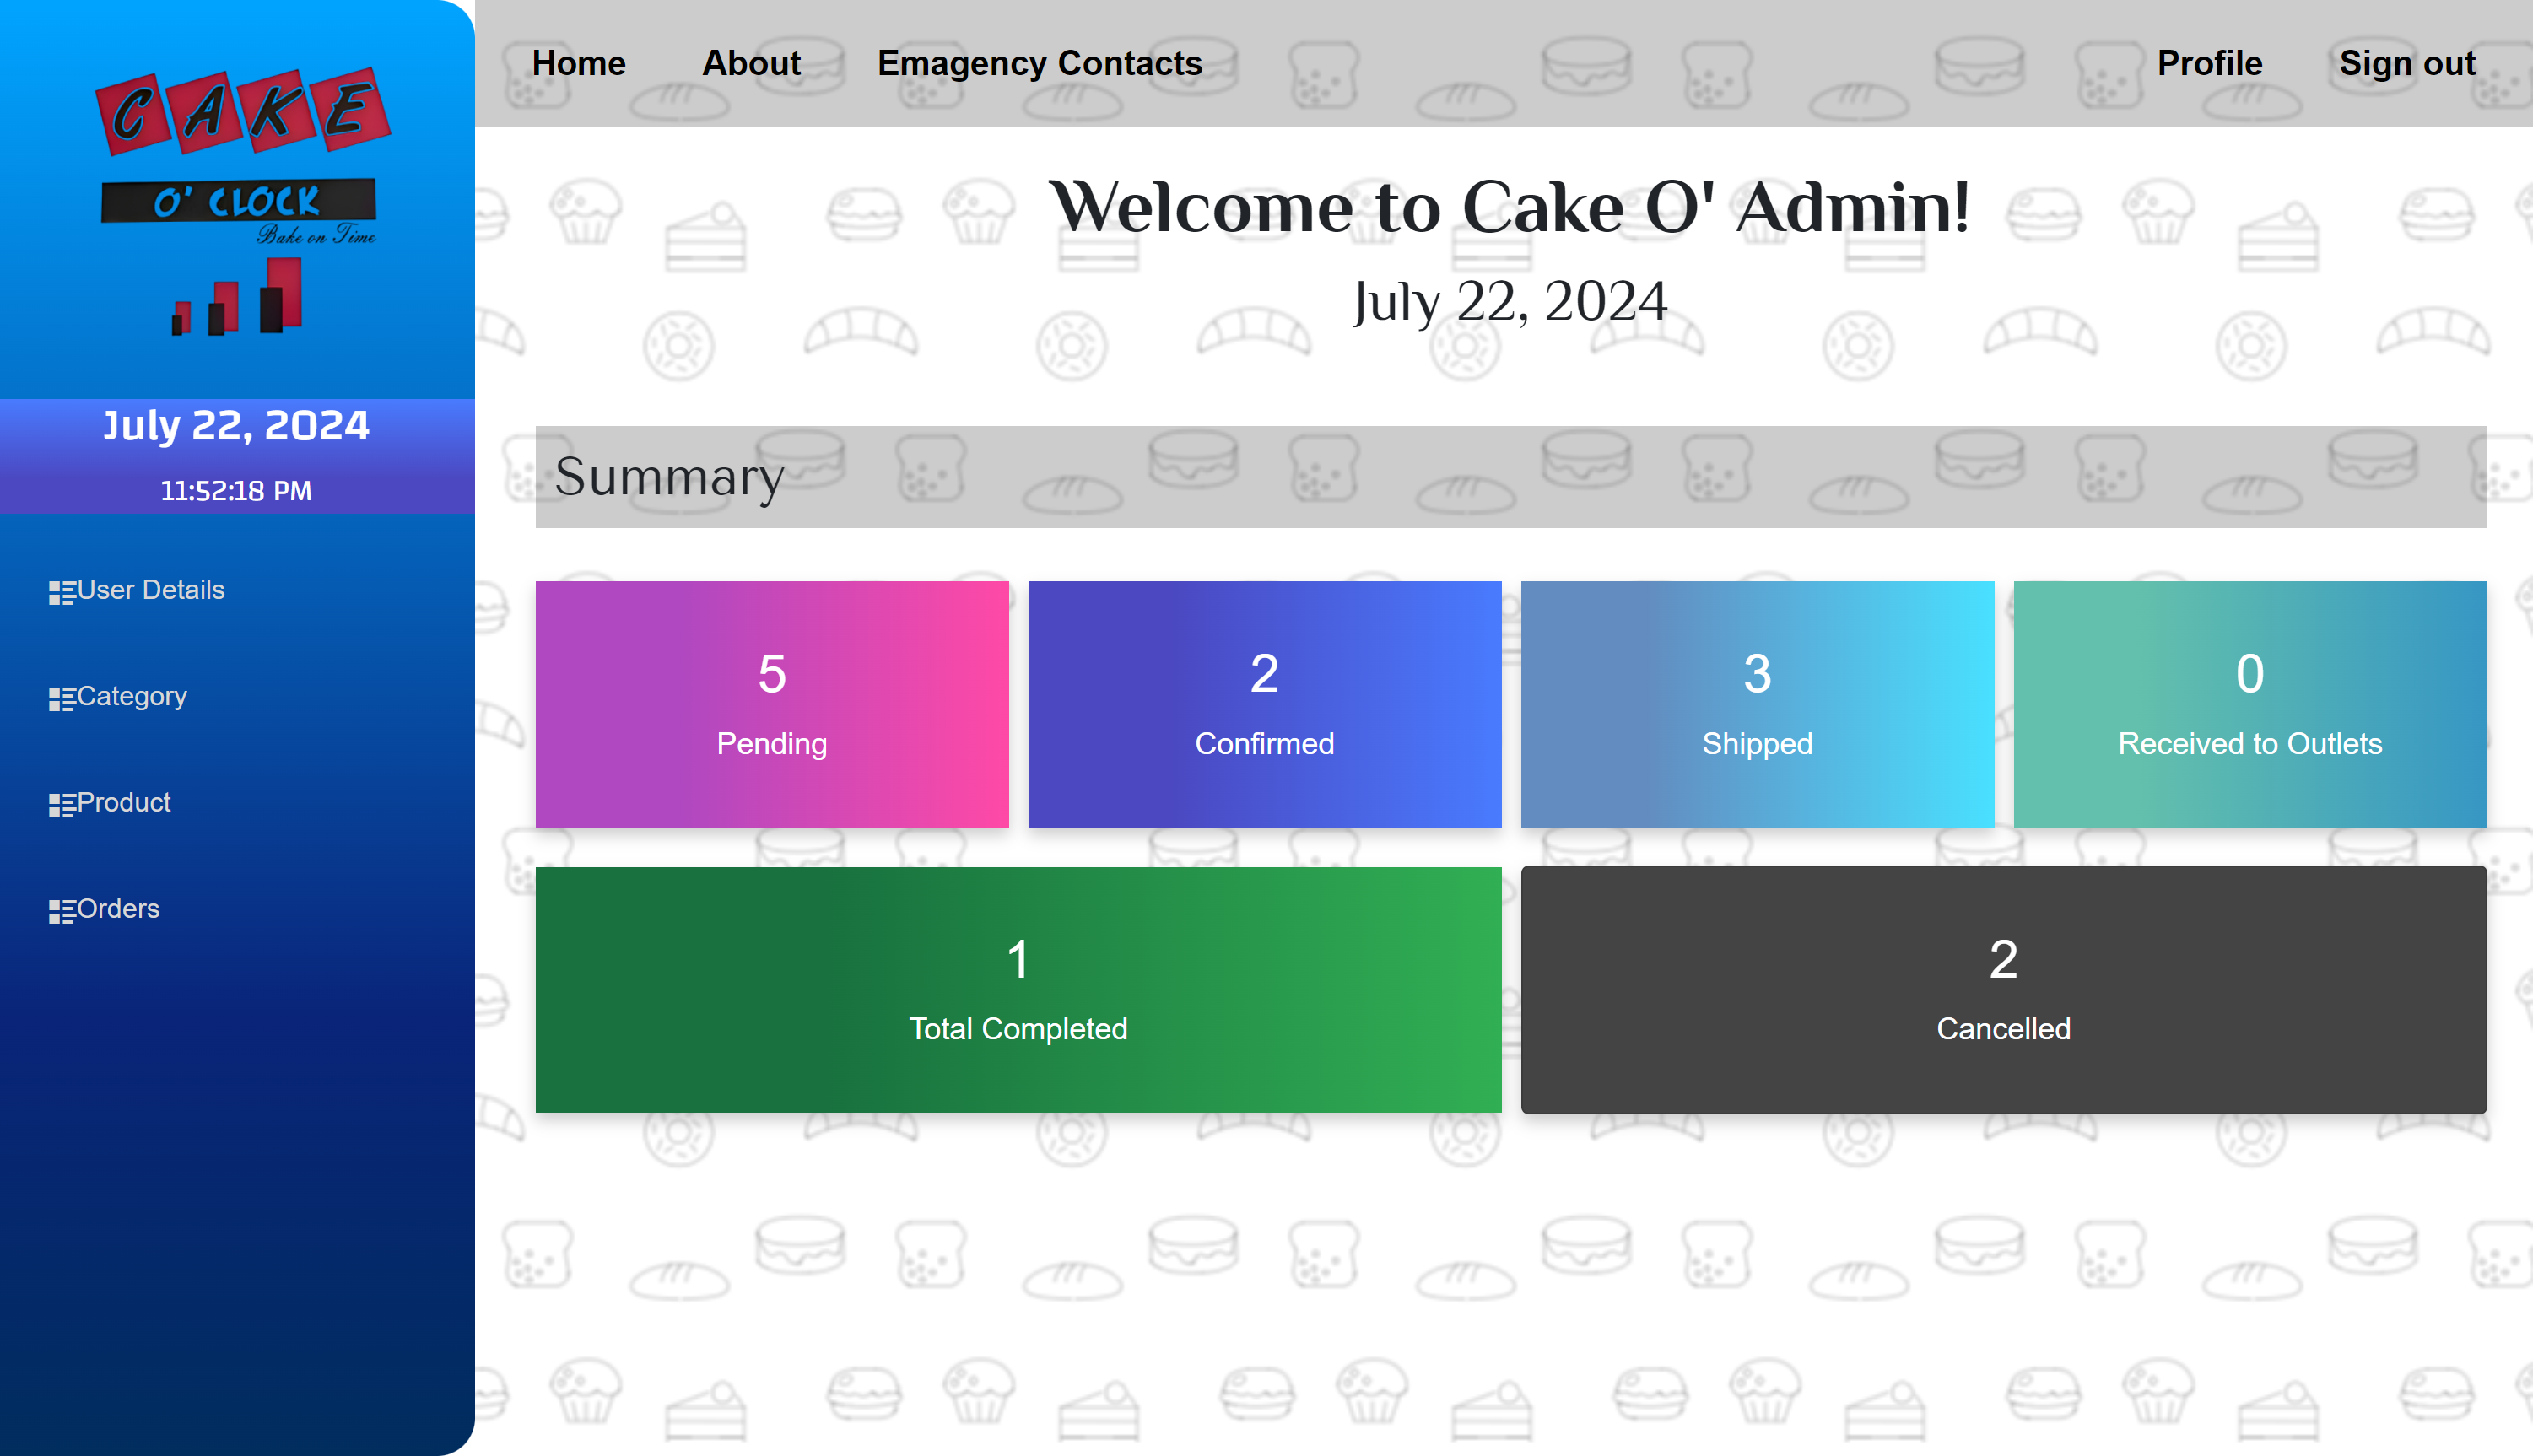 CAKE
O' CLOCK
Bake on Time
July 22, 2024
11:52:18 PM
User Details
Category
Product
Orders
Home About Emagency Contacts Profile Sign out
Welcome to Cake O' Admin!
July 22, 2024
Summary
5
Pending
2
Confirmed
3
Shipped
0
Received to Outlets
1
Total Completed
2
Cancelled